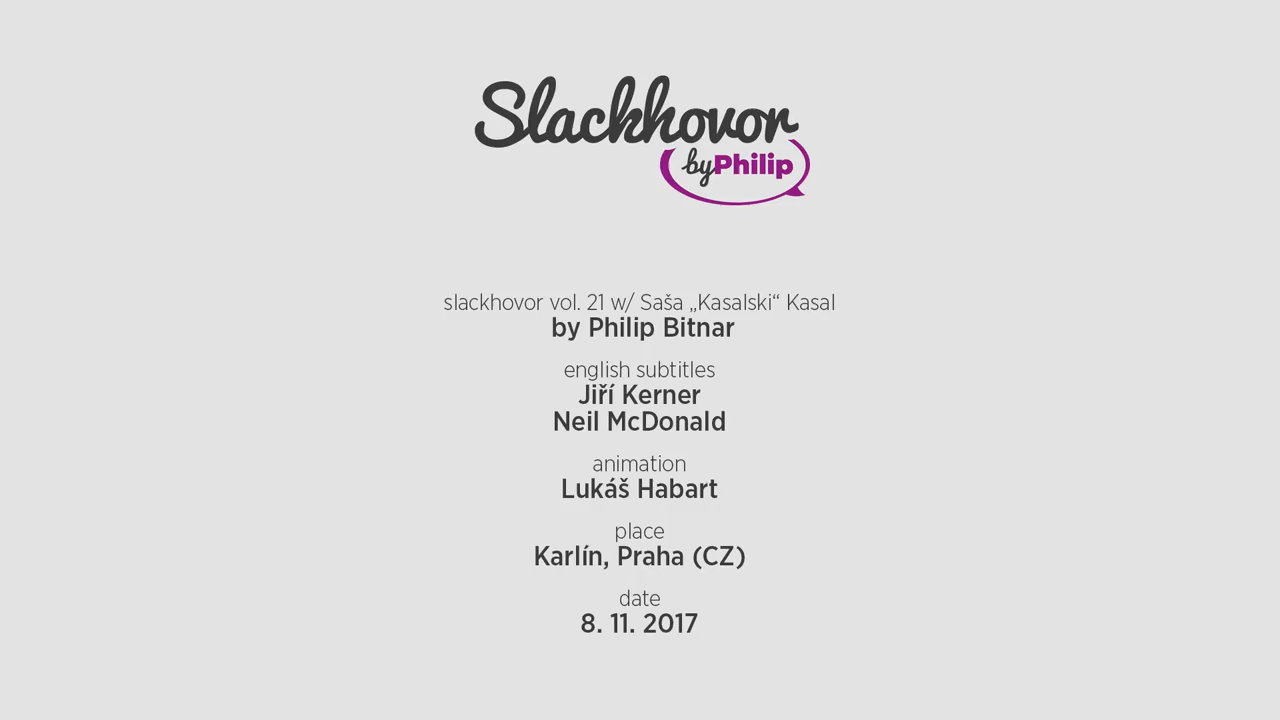 Slackhovor
byPhilip
slackhovor vol. 21 w/ Saša „Kasalski“ Kasal
by Philip Bitnar
english subtitles
Jiří Kerner
Neil McDonald
animation
Lukáš Habart
place
Karlín, Praha (CZ)
date
8. 11. 2017